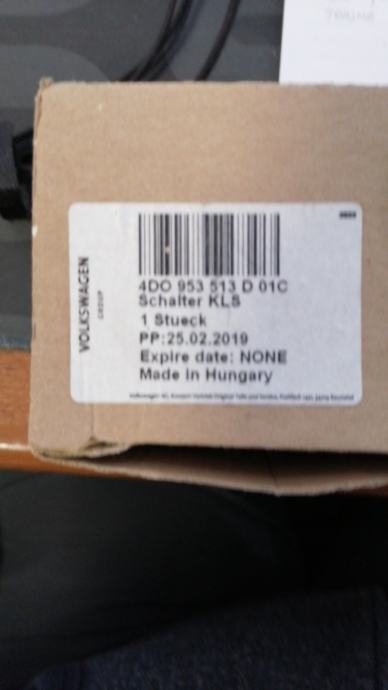 VOLKSWAGEN
GROUP
4DO 953 513 D 01C
Schalter KLS
1 Stueck
PP:25.02.2019
Expire date: NONE
Made in Hungary